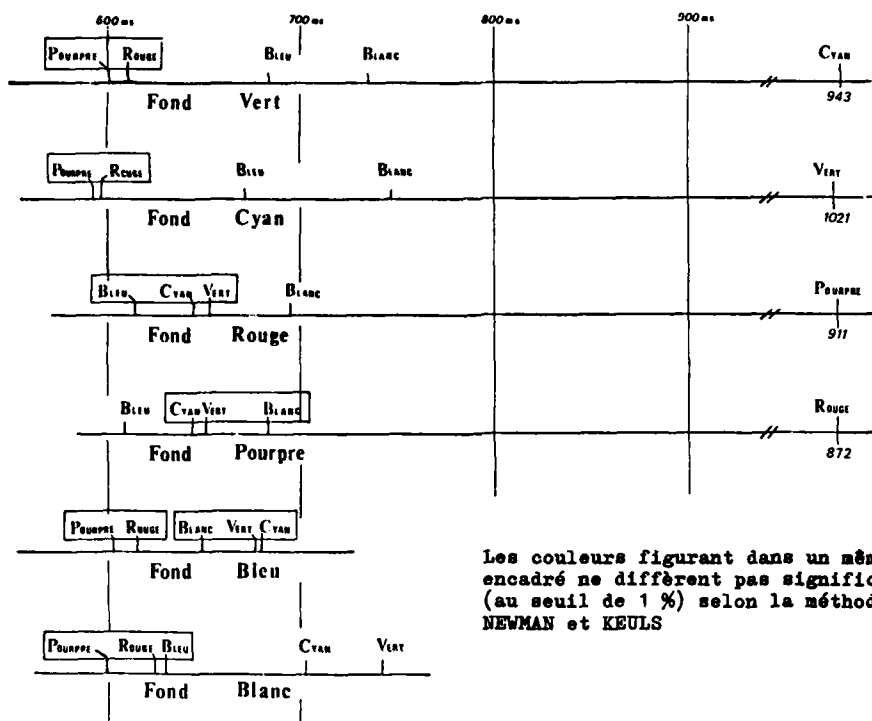 600 ms 700 ms 800 ms 900 ms
POURPRE ROUGE BLEU BLANC CYAN
943
Fond Vert
POURPRE ROUGE BLEU BLANC VERT
1021
Fond Cyan
BLEU CYAN VERT BLANC POURPRE
911
Fond Rouge
BLEU CYAN VERT BLANC ROUGE
872
Fond Pourpre
POURPRE ROUGE BLANC VERT CYAN
Fond Bleu
Les couleurs figurant dans un mêm
encadré ne diffèrent pas signific
(au seuil de 1 %) selon la méthod
NEWMAN et KEULS
POURPRE ROUGE BLEU CYAN VERT
Fond Blanc